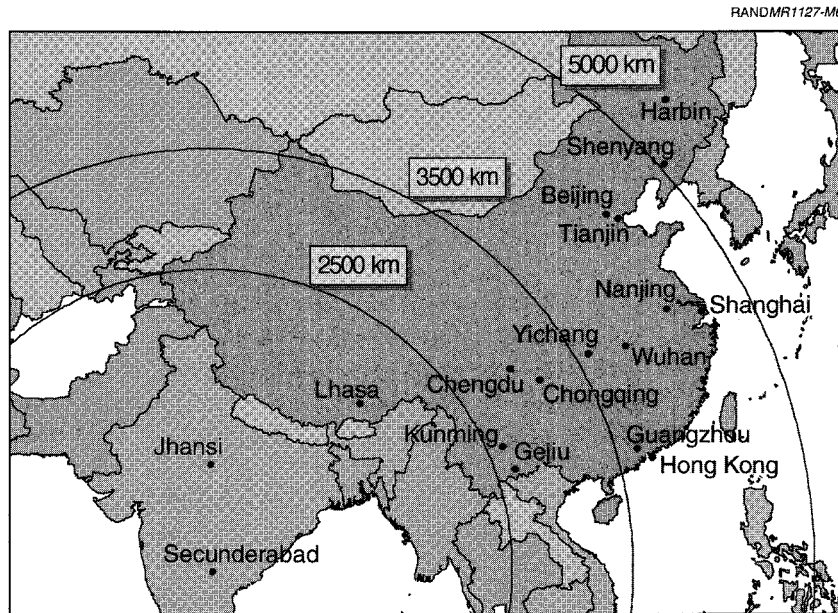 RANDMR1127-M
5000 km
Harbin
Shenyang
3500 km
Beijing
Tianjin
2500 km
Nanjing
Shanghai
Yichang
Wuhan
Lhasa
Chengdu
Chongqing
Kunming
Guangzhou
Jhansi
Gejiu
Hong Kong
Secunderabad